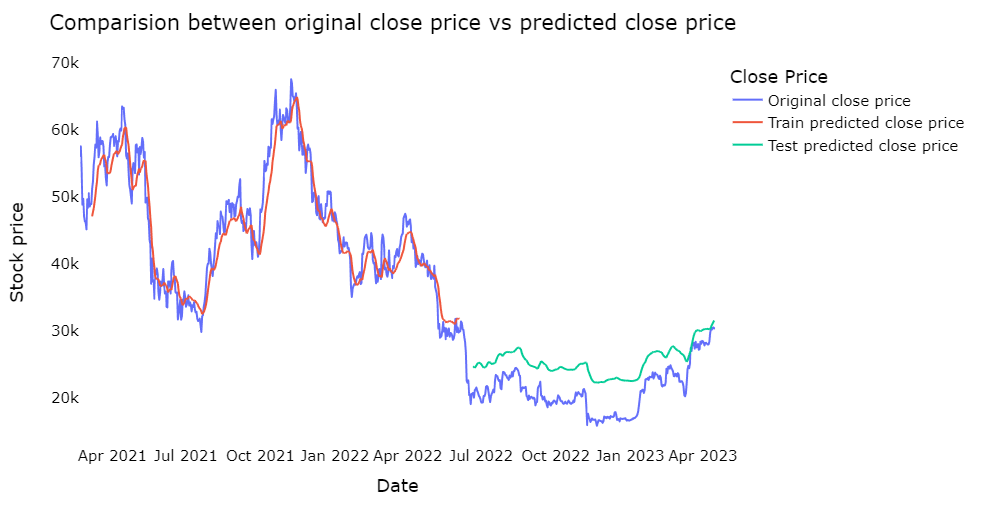 Comparision between original close price vs predicted close price
Close Price
Original close price
Train predicted close price
Test predicted close price
Stock price
70k
60k
50k
40k
30k
20k
Apr 2021 Jul 2021 Oct 2021 Jan 2022 Apr 2022 Jul 2022 Oct 2022 Jan 2023 Apr 2023
Date